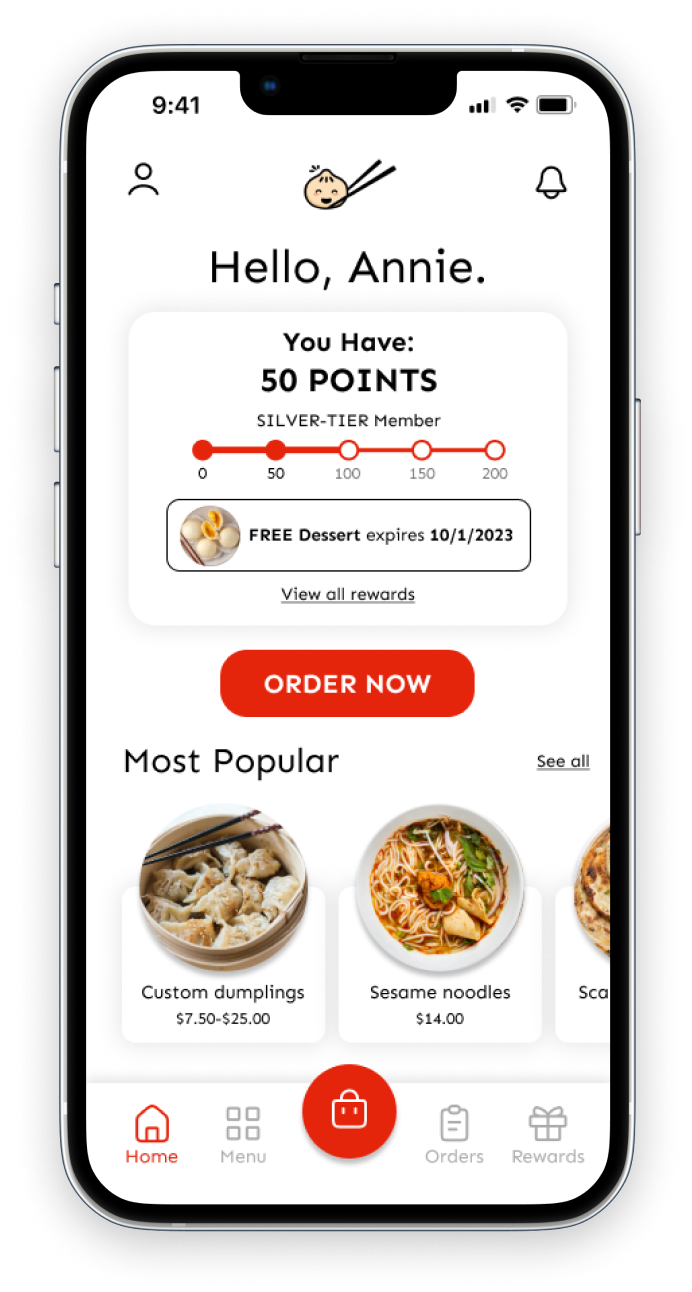 9:41
Hello, Annie.
You Have:
50 POINTS
SILVER-TIER Member
0 50 100 150 200
FREE Dessert expires 10/1/2023
View all rewards
ORDER NOW
Most Popular See all
Custom dumplings Sesame noodles Sca
$7.50-$25.00 $14.00
Home Menu Orders Rewards